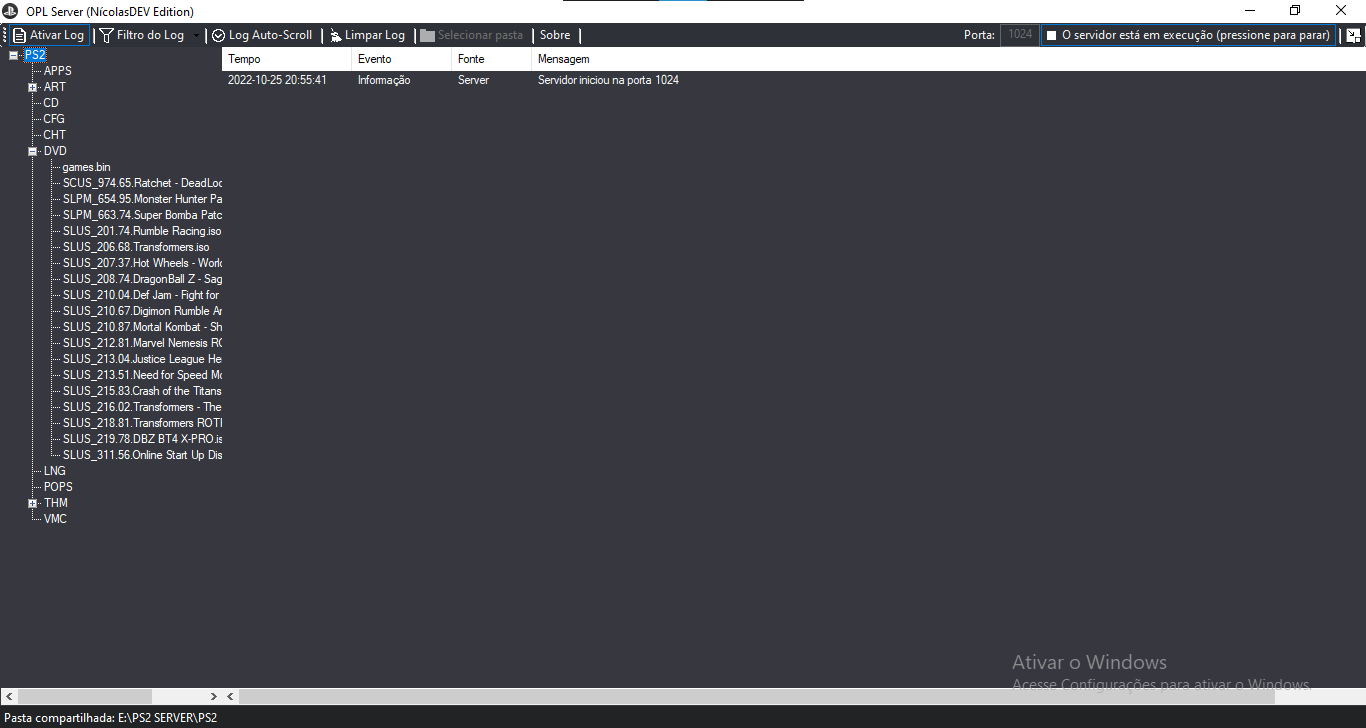 OPL Server (NícolasDEV Edition)
Ativar Log Filtro do Log Log Auto-Scroll Limpar Log Selecionar pasta Sobre Porta: 1024 O servidor está em execução (pressione para parar)
PS2
APPS
ART
CD
CFG
CHT
DVD
games.bin
SCUS_974.65.Ratchet - DeadLoc
SLPM_654.95.Monster Hunter Pa
SLPM_663.74.Super Bomba Patc
SLUS_201.74.Rumble Racing.iso
SLUS_206.68.Transformers.iso
SLUS_207.37.Hot Wheels - World
SLUS_208.74.DragonBall Z - Sag
SLUS_210.04.Def Jam - Fight for
SLUS_210.67.Digimon Rumble Ar
SLUS_210.87.Mortal Kombat - Sh
SLUS_212.81.Marvel Nemesis RO
SLUS_213.04.Justice League He
SLUS_213.51.Need for Speed Mo
SLUS_215.83.Crash of the Titans
SLUS_216.02.Transformers - The
SLUS_218.81.Transformers ROTF
SLUS_219.78.DBZ BT4 X-PRO.is
SLUS_311.56.Online Start Up Dis
LNG
POPS
THM
VMC
Tempo Evento Fonte Mensagem
2022-10-25 20:55:41 Informação Server Servidor iniciou na porta 1024
Ativar o Windows
Acesse Configurações para ativar o Windows.
Pasta compartilhada: E:\PS2 SERVER\PS2